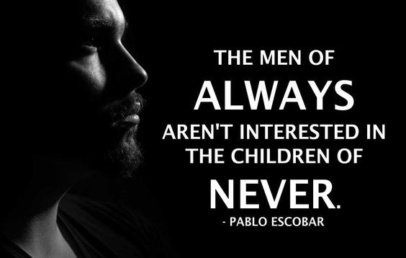 THE MEN OF
ALWAYS
AREN'T INTERESTED IN
THE CHILDREN OF
NEVER.
- PABLO ESCOBAR